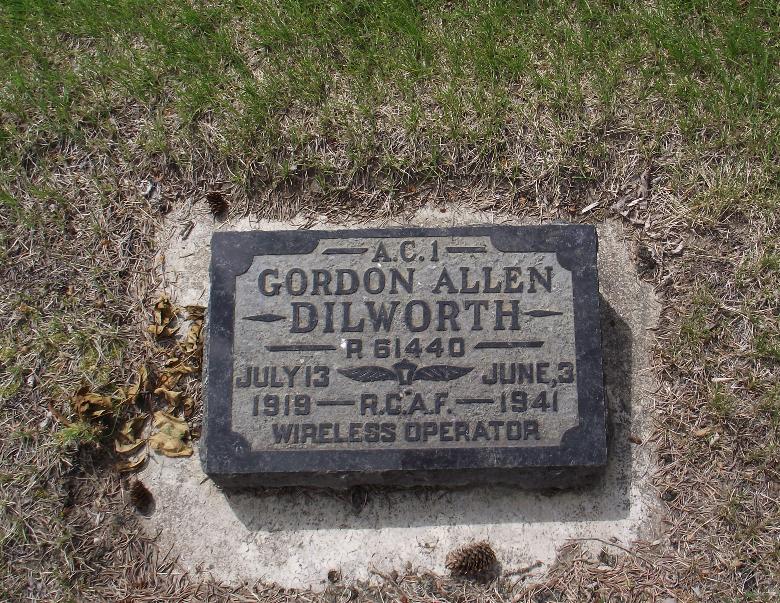 A.C.1
GORDON ALLEN
DILWORTH
R 61440
JULY 13 JUNE, 3
1919 — R.C.A.F. — 1941
WIRELESS OPERATOR